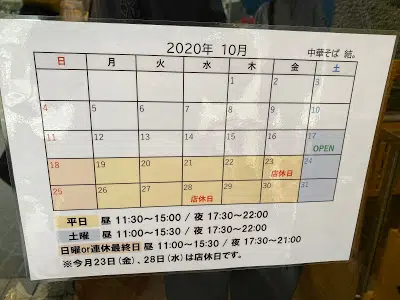 2020年 10月 中華そば 結。
日 月 火 水 木 金 土
1 2 3
4 5 6 7 8 9 10
11 12 13 14 15 16 17
OPEN
18 19 20 21 22 23 24
店休日
25 26 27 28 29 30 31
店休日
平日 昼 11:30～15:00 / 夜 17:30～22:00
土曜 昼 11:00～15:30 / 夜 17:30～22:00
日曜or連休最終日 昼 11:00～15:30 / 夜 17:30～21:00
※今月23日(金)、28日(水)は店休日です。